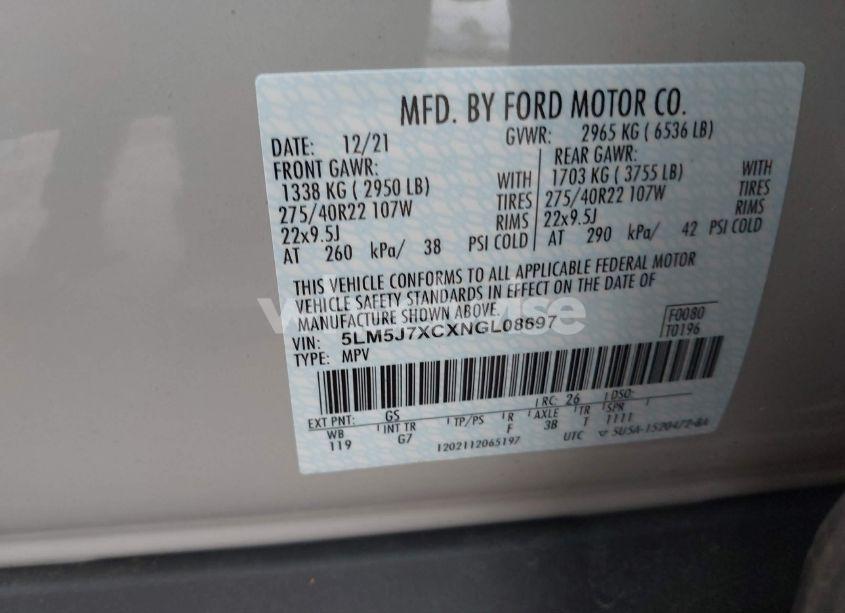 MFD. BY FORD MOTOR CO.
DATE: 12/21 GVWR: 2965 KG ( 6536 LB)
FRONT GAWR: REAR GAWR:
1338 KG ( 2950 LB) WITH 1703 KG ( 3755 LB) WITH
275/40R22 107W TIRES 275/40R22 107W TIRES
22x9.5J RIMS 22x9.5J RIMS
AT 260 kPa/ 38 PSI COLD AT 290 kPa/ 42 PSI COLD
THIS VEHICLE CONFORMS TO ALL APPLICABLE FEDERAL MOTOR
VEHICLE SAFETY STANDARDS IN EFFECT ON THE DATE OF
MANUFACTURE SHOWN ABOVE.
VIN: 5LM5J7XCXNGL08697 F0080
TYPE: MPV T0196
EXT PNT: GS RC: 26 DSO:
WB INT TR TP/PS R AXLE TR SPR
119 G7 F 3B T 1111
1202112065197 UTC